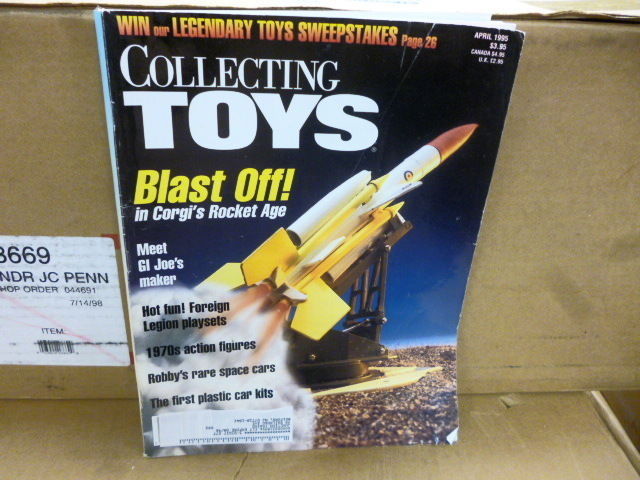 WIN our LEGENDARY TOYS SWEEPSTAKES Page 26
APRIL 1995
$3.95
CANADA $4.95
U.K. £2.95
COLLECTING
TOYS®
Blast Off!
in Corgi's Rocket Age
Meet
GI Joe's
maker
Hot fun! Foreign
Legion playsets
1970s action figures
Robby's rare space cars
The first plastic car kits
3669
NDR JC PENN
HOP ORDER 044691
7/14/98
ITEM: